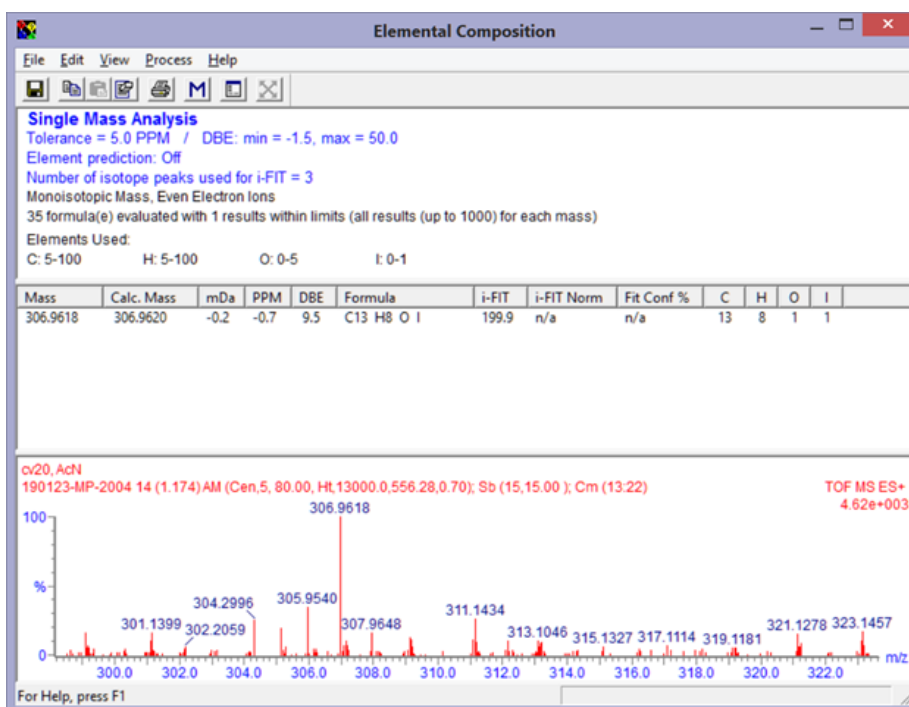 Elemental Composition
File Edit View Process Help
M
Single Mass Analysis
Tolerance = 5.0 PPM / DBE: min = -1.5, max = 50.0
Element prediction: Off
Number of isotope peaks used for i-FIT = 3
Monoisotopic Mass, Even Electron Ions
35 formula(e) evaluated with 1 results within limits (all results (up to 1000) for each mass)
Elements Used:
C: 5-100 H: 5-100 O: 0-5 I: 0-1
Mass Calc. Mass mDa PPM DBE Formula i-FIT i-FIT Norm Fit Conf % C H O I
306.9618 306.9620 -0.2 -0.7 9.5 C13 H8 O I 199.9 n/a n/a 13 8 1 1
cv20, AcN
190123-MP-2004 14 (1.174) AM (Cen,5, 80.00, Ht,13000.0,556.28,0.70); Sb (15,15.00 ); Cm (13:22) TOF MS ES+
4.62e+003
306.9618
100
%
304.2996 305.9540
301.1399 302.2059 307.9648 311.1434 313.1046 315.1327 317.1114 319.1181 321.1278 323.1457
0
300.0 302.0 304.0 306.0 308.0 310.0 312.0 314.0 316.0 318.0 320.0 322.0 m/z
For Help, press F1